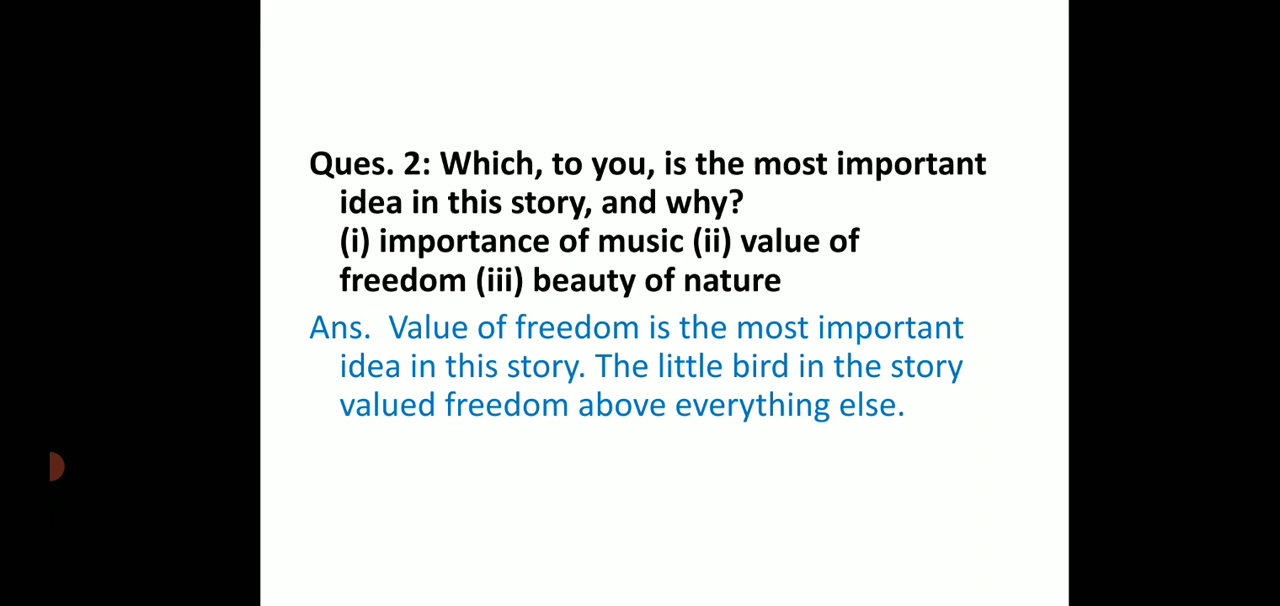 Ques. 2: Which, to you, is the most important
idea in this story, and why?
(i) importance of music (ii) value of
freedom (iii) beauty of nature
Ans.  Value of freedom is the most important
idea in this story. The little bird in the story
valued freedom above everything else.